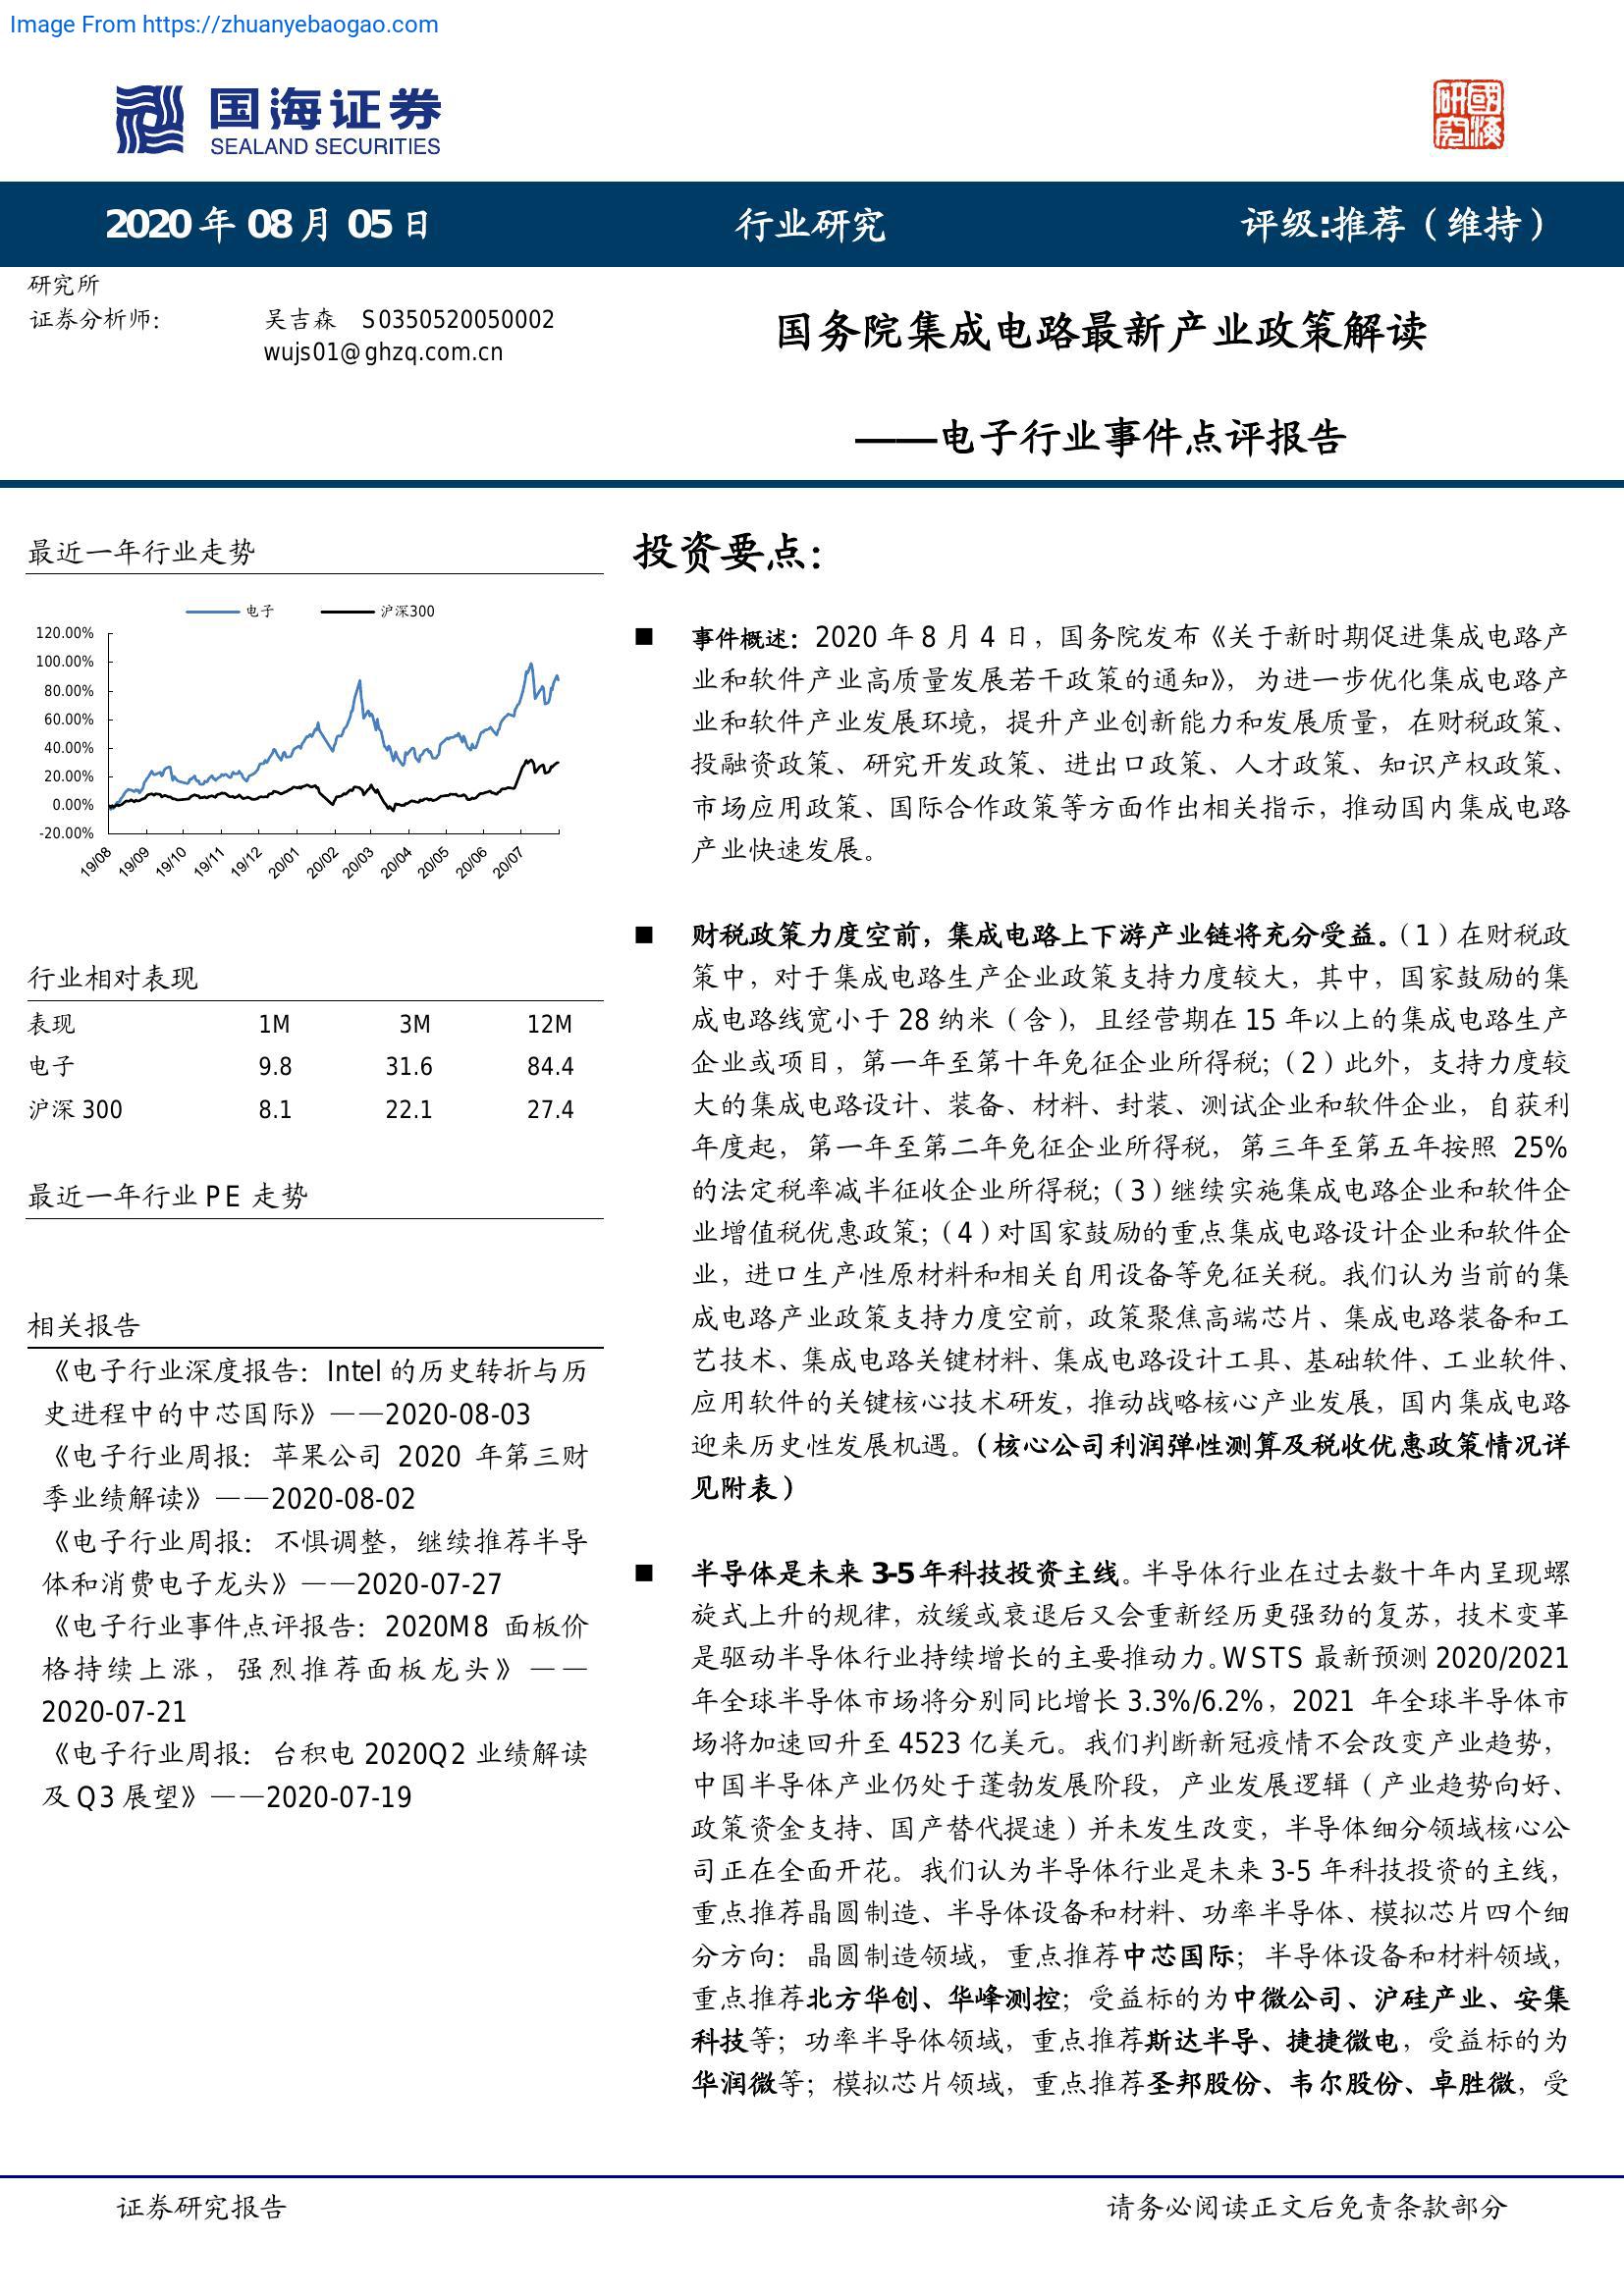 Image From https://zhuanyebaogao.com
国海证券
SEALAND SECURITIES
國海研究
2020 年 08 月 05 日
行业研究
评级:推荐（维持）
研究所
证券分析师：
吴吉森 S0350520050002
wujs01@ghzq.com.cn
国务院集成电路最新产业政策解读
——电子行业事件点评报告
最近一年行业走势
电子
沪深300
120.00%
100.00%
80.00%
60.00%
40.00%
20.00%
0.00%
-20.00%
19/08
19/09
19/10
19/11
19/12
20/01
20/02
20/03
20/04
20/05
20/06
20/07
行业相对表现
表现 1M 3M 12M
电子 9.8 31.6 84.4
沪深 300 8.1 22.1 27.4
最近一年行业 PE 走势
相关报告
《电子行业深度报告：Intel 的历史转折与历
史进程中的中芯国际》——2020-08-03
《电子行业周报：苹果公司 2020 年第三财
季业绩解读》——2020-08-02
《电子行业周报：不惧调整，继续推荐半导
体和消费电子龙头》——2020-07-27
《电子行业事件点评报告：2020M8 面板价
格持续上涨，强烈推荐面板龙头》——
2020-07-21
《电子行业周报：台积电 2020Q2 业绩解读
及 Q3 展望》——2020-07-19
投资要点：
■ 事件概述：2020 年 8 月 4 日，国务院发布《关于新时期促进集成电路产
业和软件产业高质量发展若干政策的通知》，为进一步优化集成电路产
业和软件产业发展环境，提升产业创新能力和发展质量，在财税政策、
投融资政策、研究开发政策、进出口政策、人才政策、知识产权政策、
市场应用政策、国际合作政策等方面作出相关指示，推动国内集成电路
产业快速发展。
■ 财税政策力度空前，集成电路上下游产业链将充分受益。（1）在财税政
策中，对于集成电路生产企业政策支持力度较大，其中，国家鼓励的集
成电路线宽小于 28 纳米（含），且经营期在 15 年以上的集成电路生产
企业或项目，第一年至第十年免征企业所得税；（2）此外，支持力度较
大的集成电路设计、装备、材料、封装、测试企业和软件企业，自获利
年度起，第一年至第二年免征企业所得税，第三年至第五年按照 25%
的法定税率减半征收企业所得税；（3）继续实施集成电路企业和软件企
业增值税优惠政策；（4）对国家鼓励的重点集成电路设计企业和软件企
业，进口生产性原材料和相关自用设备等免征关税。我们认为当前的集
成电路产业政策支持力度空前，政策聚焦高端芯片、集成电路装备和工
艺技术、集成电路关键材料、集成电路设计工具、基础软件、工业软件、
应用软件的关键核心技术研发，推动战略核心产业发展，国内集成电路
迎来历史性发展机遇。（核心公司利润弹性测算及税收优惠政策情况详
见附表）
■ 半导体是未来 3-5 年科技投资主线。半导体行业在过去数十年内呈现螺
旋式上升的规律，放缓或衰退后又会重新经历更强劲的复苏，技术变革
是驱动半导体行业持续增长的主要推动力。WSTS 最新预测 2020/2021
年全球半导体市场将分别同比增长 3.3%/6.2%，2021 年全球半导体市
场将加速回升至 4523 亿美元。我们判断新冠疫情不会改变产业趋势，
中国半导体产业仍处于蓬勃发展阶段，产业发展逻辑（产业趋势向好、
政策资金支持、国产替代提速）并未发生改变，半导体细分领域核心公
司正在全面开花。我们认为半导体行业是未来 3-5 年科技投资的主线，
重点推荐晶圆制造、半导体设备和材料、功率半导体、模拟芯片四个细
分方向：晶圆制造领域，重点推荐中芯国际；半导体设备和材料领域，
重点推荐北方华创、华峰测控；受益标的为中微公司、沪硅产业、安集
科技等；功率半导体领域，重点推荐斯达半导、捷捷微电，受益标的为
华润微等；模拟芯片领域，重点推荐圣邦股份、韦尔股份、卓胜微，受
证券研究报告
请务必阅读正文后免责条款部分